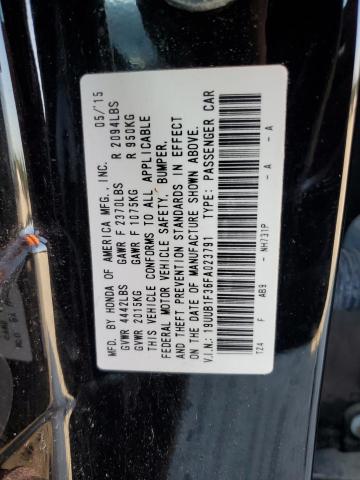 MFD. BY HONDA OF AMERICA MFG., INC. 05/15
GVWR 4442LBS GAWR F 2370LBS R 2094LBS
GVWR 2015KG GAWR F 1075KG R 950KG
THIS VEHICLE CONFORMS TO ALL APPLICABLE
FEDERAL MOTOR VEHICLE SAFETY, BUMPER,
AND THEFT PREVENTION STANDARDS IN EFFECT
ON THE DATE OF MANUFACTURE SHOWN ABOVE.
V.I.N.: 19UUB1F36FA023791 TYPE: PASSENGER CAR
TZ4 F AB9 - NH731P - A - A